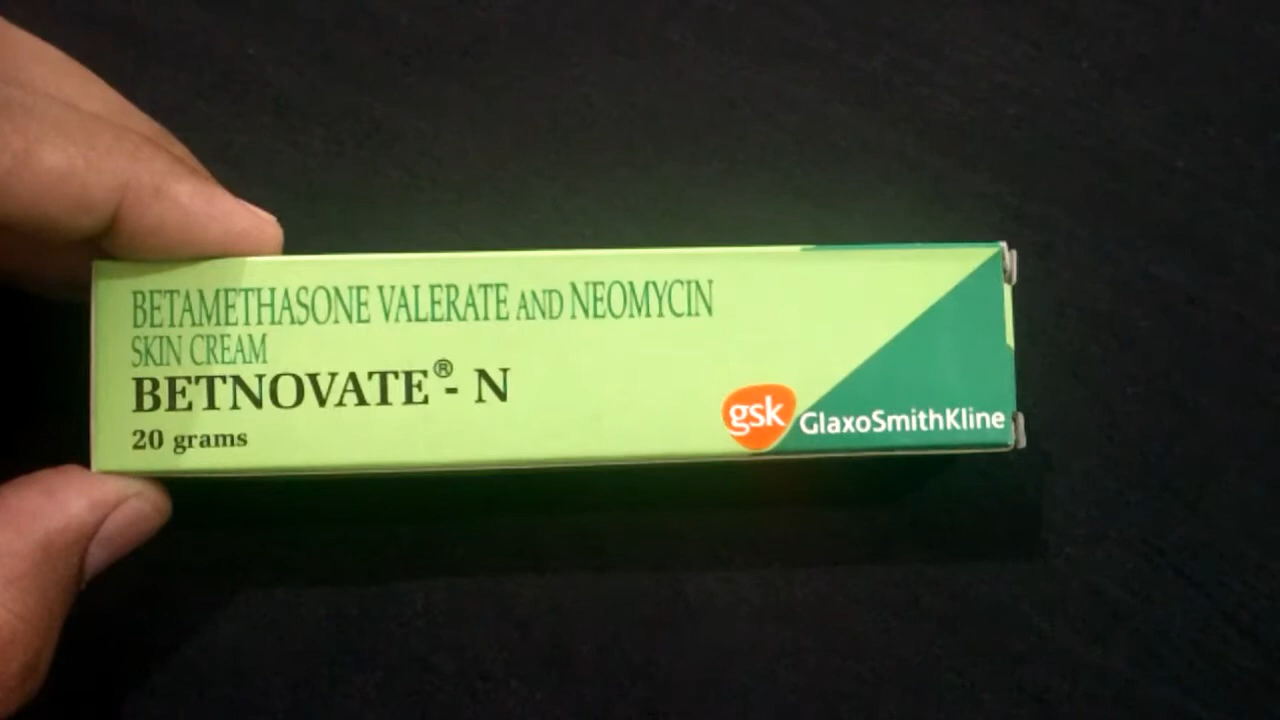 BETAMETHASONE VALERATE AND NEOMYCIN
SKIN CREAM
BETNOVATE® - N
20 grams
gsk GlaxoSmithKline